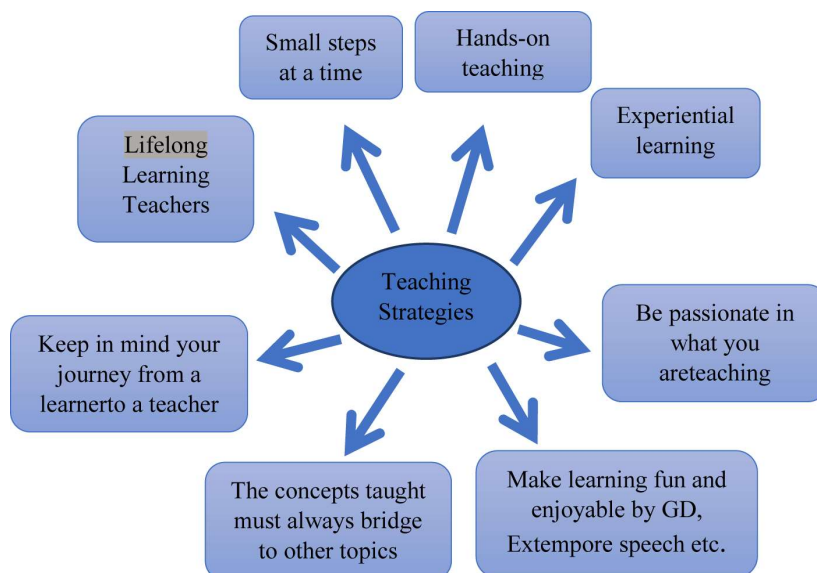 Small steps
at a time
Hands-on
teaching
Experiential
learning
Lifelong
Learning
Teachers
Teaching
Strategies
Be passionate in
what you
areteaching
Keep in mind your
journey from a
learnerto a teacher
The concepts taught
must always bridge
to other topics
Make learning fun and
enjoyable by GD,
Extempore speech etc.